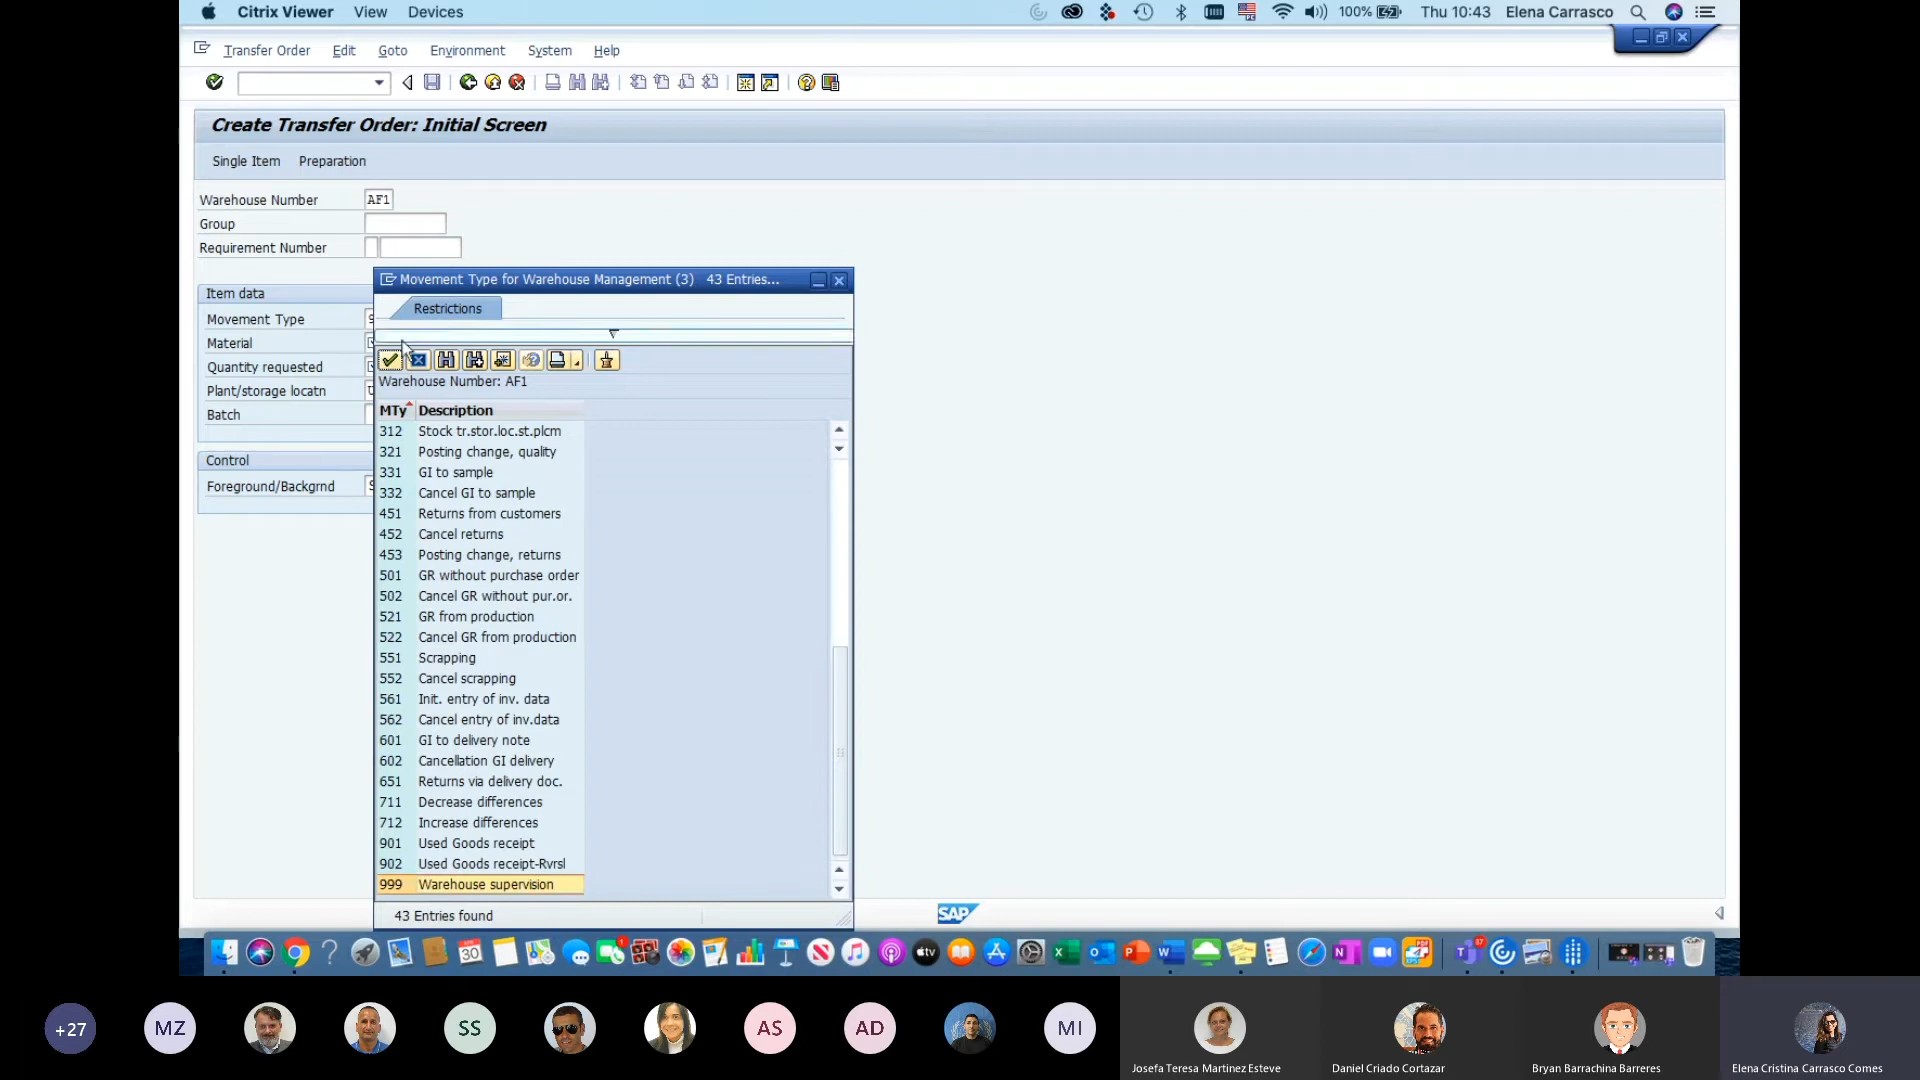 Citrix Viewer View Devices 100% Thu 10:43 Elena Carrasco
Transfer Order Edit Goto Environment System Help
Create Transfer Order: Initial Screen
Single Item Preparation
Warehouse Number AF1
Group
Requirement Number
Movement Type for Warehouse Management (3) 43 Entries...
Restrictions
Item data
Movement Type 9
Material
Quantity requested
Plant/storage locatn
Batch
Control
Foreground/Backgrnd
Warehouse Number: AF1
MTy Description
312 Stock tr.stor.loc.st.plcm
321 Posting change, quality
331 GI to sample
332 Cancel GI to sample
451 Returns from customers
452 Cancel returns
453 Posting change, returns
501 GR without purchase order
502 Cancel GR without pur.or.
521 GR from production
522 Cancel GR from production
551 Scrapping
552 Cancel scrapping
561 Init. entry of inv. data
562 Cancel entry of inv.data
601 GI to delivery note
602 Cancellation GI delivery
651 Returns via delivery doc.
711 Decrease differences
712 Increase differences
901 Used Goods receipt
902 Used Goods receipt-Rvrsl
999 Warehouse supervision
43 Entries found
SAP
30
tv
+27 MZ SS AS AD MI
Josefa Teresa Martinez Esteve Daniel Criado Cortazar Bryan Barrachina Barreres Elena Cristina Carrasco Comes